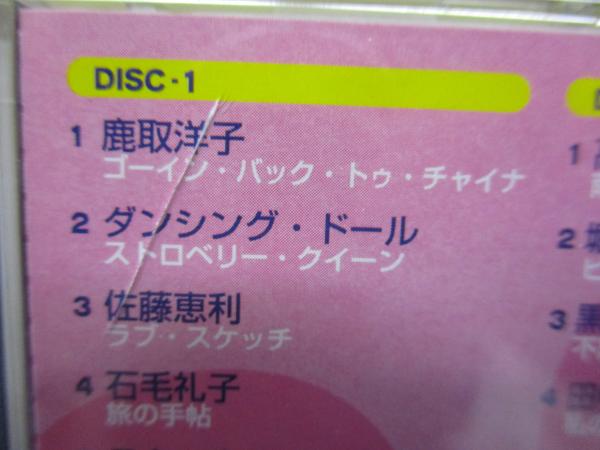 DISC-1
1 鹿取洋子
ゴーイン・バック・トゥ・チャイナ
2 ダンシング・ドール
ストロベリー・クイーン
3 佐藤恵利
ラブ・スケッチ
4 石毛礼子
旅の手帖
1
2
3 黒
不
4 田